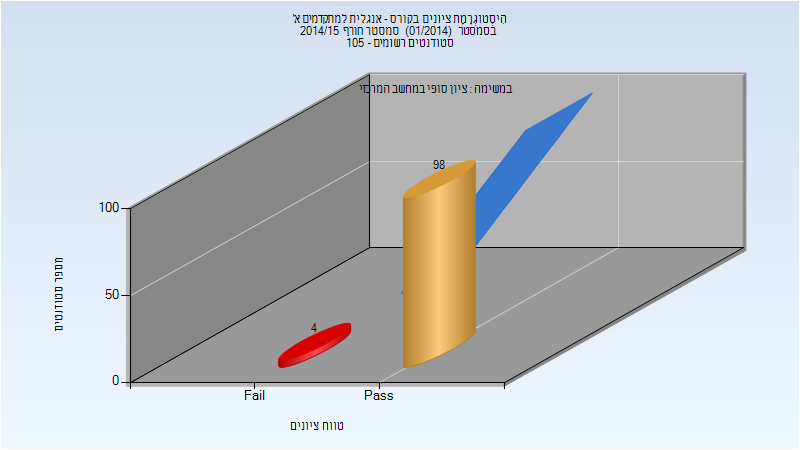 היסטוגרמת ציונים בקורס - אנגלית למתקדמים א'
בסמסטר (01/2014) סמסטר חורף 2014/15
סטודנטים רשומים - 105
במשימה : ציון סופי במחשב המרכזי
98
4
100
50
0
מספר סטודנטים
Fail
Pass
טווח ציונים